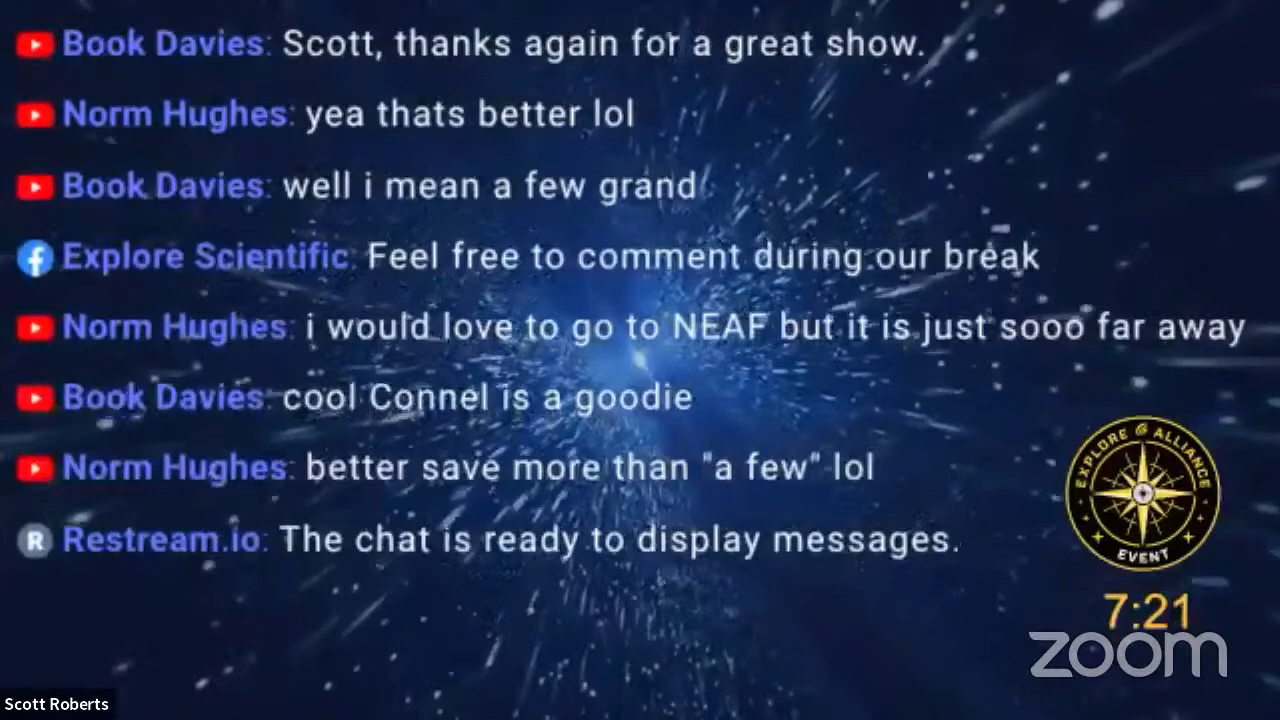 Book Davies: Scott, thanks again for a great show.
Norm Hughes: yea thats better lol
Book Davies: well i mean a few grand
Explore Scientific: Feel free to comment during our break
Norm Hughes: i would love to go to NEAF but it is just sooo far away
Book Davies: cool Connel is a goodie
Norm Hughes: better save more than "a few" lol
R Restream.io: The chat is ready to display messages.
EXPLORE ALLIANCE
EVENT
7:21
zoom
Scott Roberts